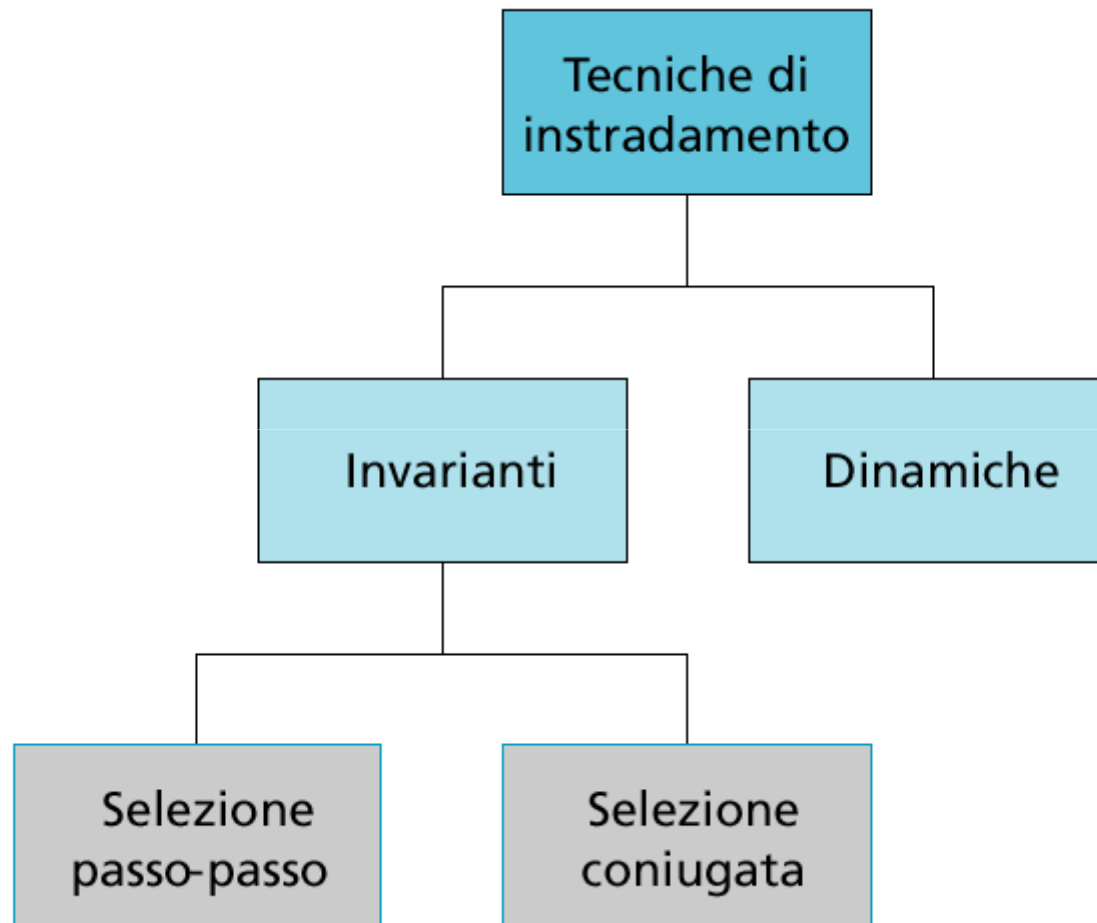 Tecniche di
instradamento
Invarianti
Dinamiche
Selezione
passo-passo
Selezione
coniugata